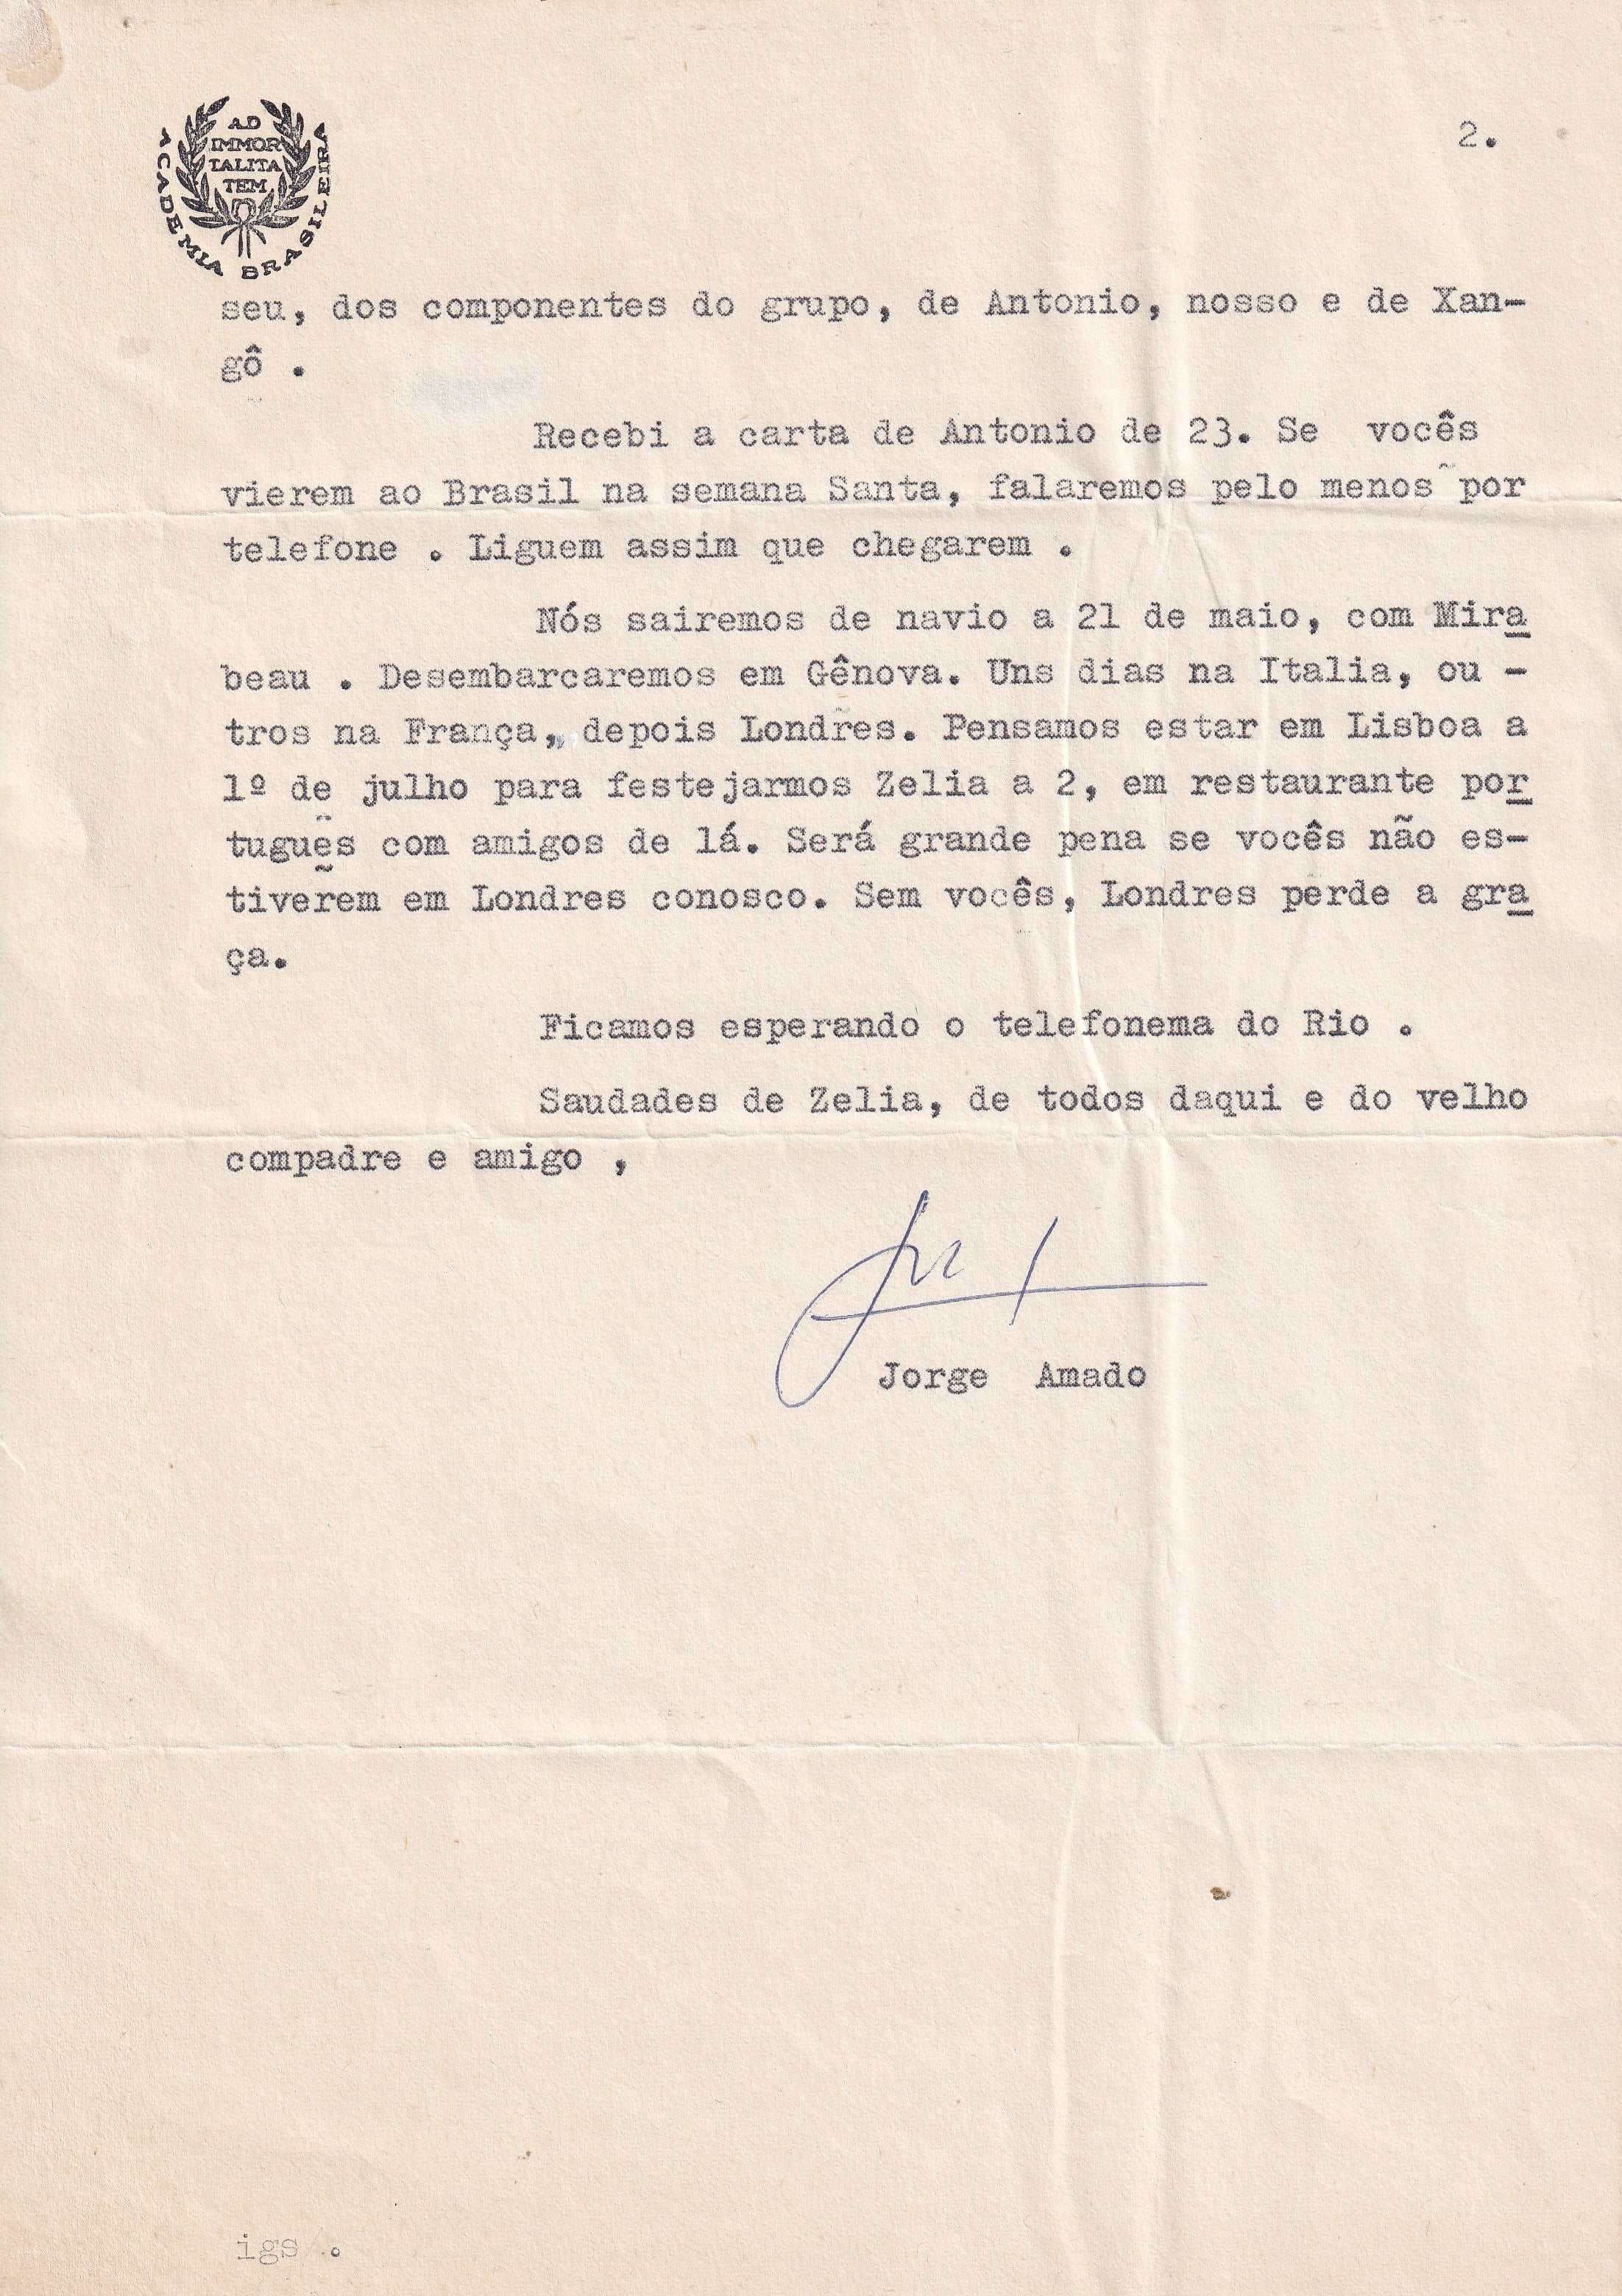 AD
IMMOR
TALITA
TEM
ACADEMIA BRASILEIRA
2.
seu, dos componentes do grupo, de Antonio, nosso e de Xan-
gô .
Recebi a carta de Antonio de 23. Se vocês
vierem ao Brasil na semana Santa, falaremos pelo menos por
telefone . Liguem assim que chegarem .
Nós sairemos de navio a 21 de maio, com Mira
beau . Desembarcaremos em Gênova. Uns dias na Italia, ou -
tros na França, depois Londres. Pensamos estar em Lisboa a
1º de julho para festejarmos Zelia a 2, em restaurante por
tuguês com amigos de lá. Será grande pena se vocês não es-
tiverem em Londres conosco. Sem vocês, Londres perde a gra
ça.
Ficamos esperando o telefonema do Rio .
Saudades de Zelia, de todos daqui e do velho
compadre e amigo ,
Jorge Amado
igs .